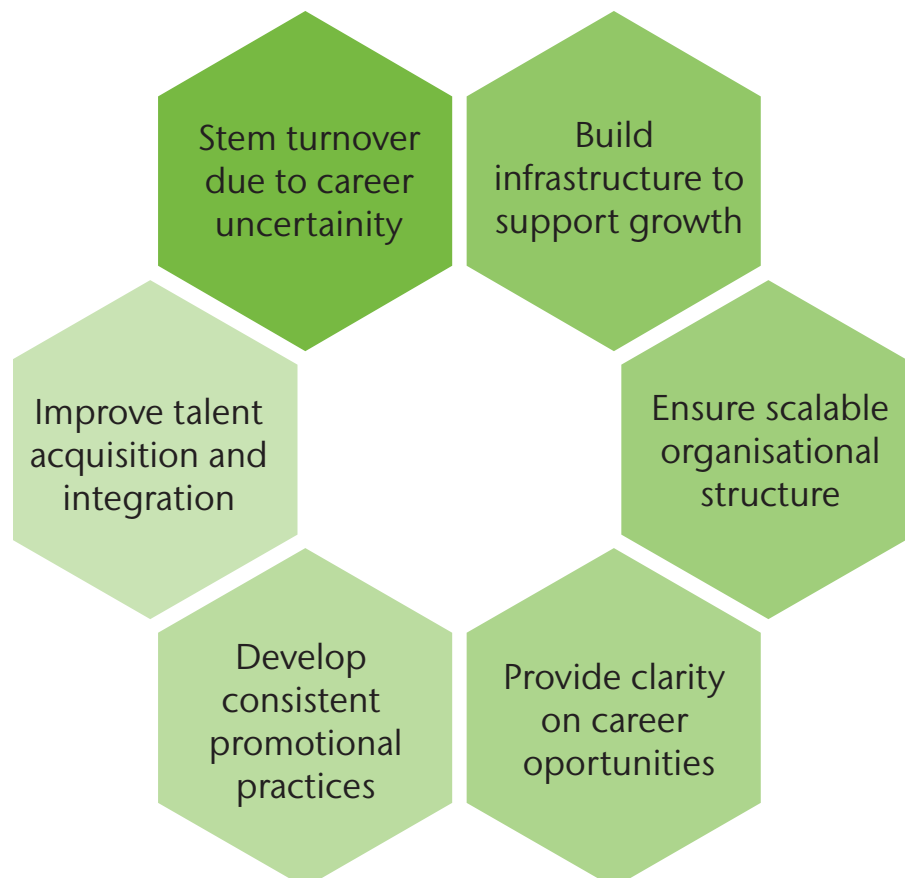 Stem turnover
due to career
uncertainity
Build
infrastructure to
support growth
Ensure scalable
organisational
structure
Provide clarity
on career
oportunities
Develop
consistent
promotional
practices
Improve talent
acquisition and
integration